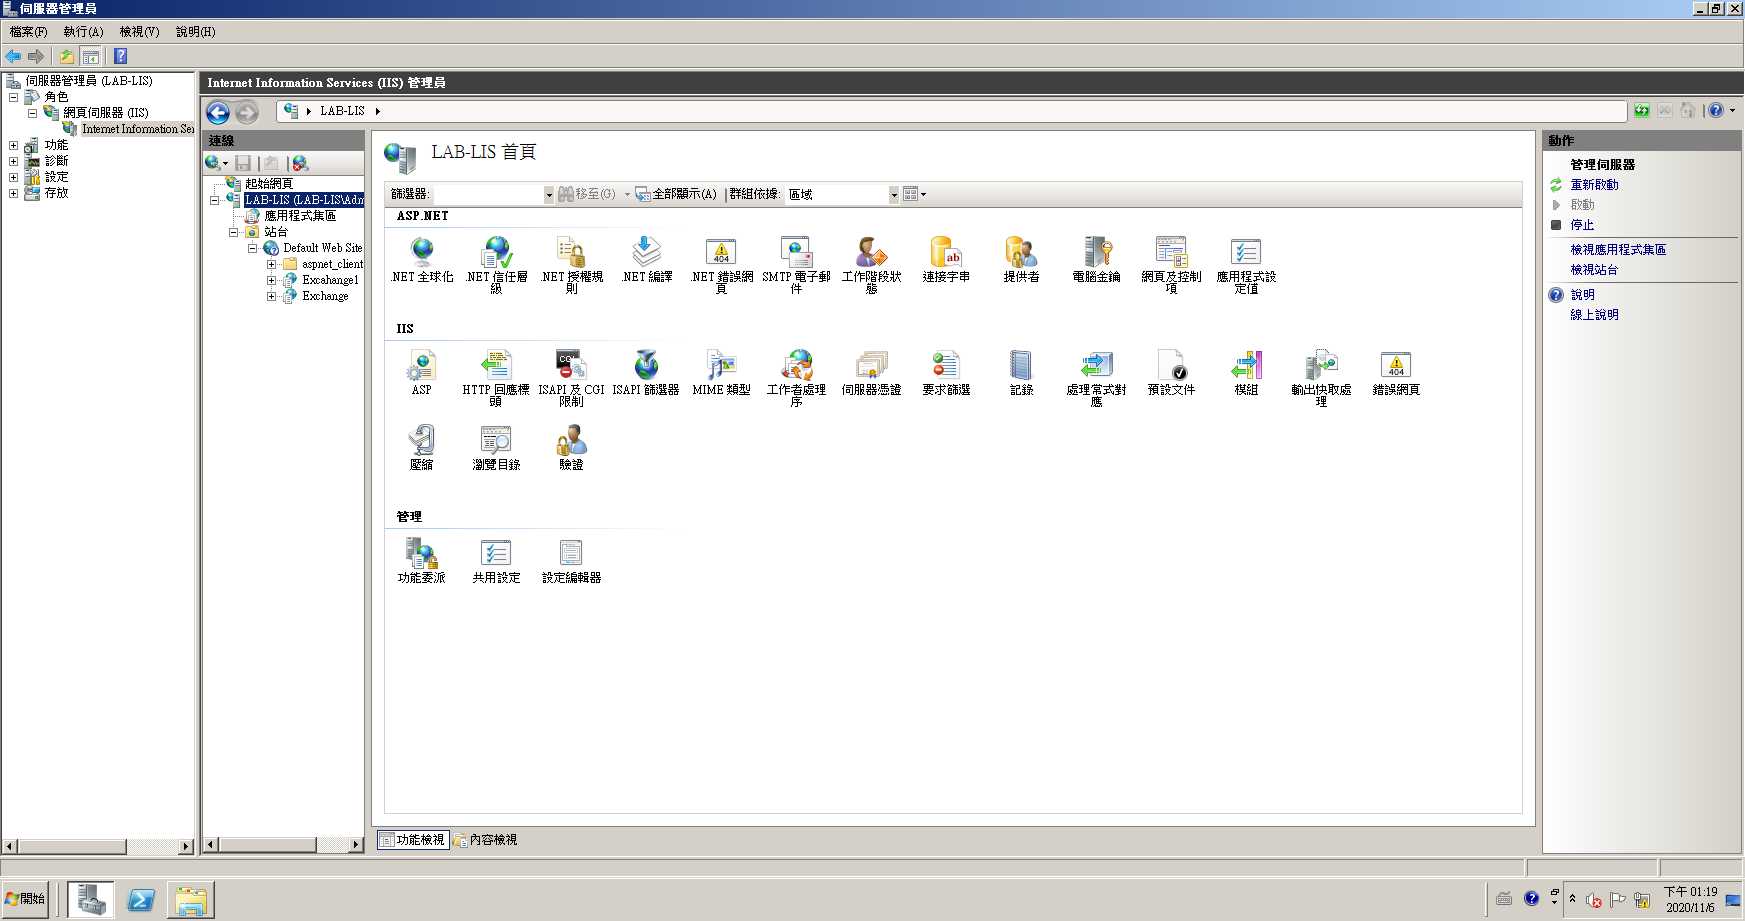 伺服器管理員
檔案(F) 執行(A) 檢視(V) 說明(H)
伺服器管理員 (LAB-LIS)
角色
網頁伺服器 (IIS)
Internet Information Ser
功能
診斷
設定
存放
Internet Information Services (IIS) 管理員
LAB-LIS
連線
起始網頁
LAB-LIS (LAB-LIS\Adm
應用程式集區
站台
Default Web Site
aspnet_client
Excahange1
Exchange
LAB-LIS 首頁
篩選器: 移至(G) 全部顯示(A) 群組依據: 區域
ASP.NET
.NET 全球化
.NET 信任層級
.NET 授權規則
.NET 編譯
.NET 錯誤網頁
SMTP 電子郵件
工作階段狀態
連接字串
提供者
電腦金鑰
網頁及控制項
應用程式設定值
IIS
ASP
HTTP 回應標頭
ISAPI 及 CGI 限制
ISAPI 篩選器
MIME 類型
工作者處理序
伺服器憑證
要求篩選
記錄
處理常式對應
預設文件
模組
輸出快取處理
錯誤網頁
壓縮
瀏覽目錄
驗證
管理
功能委派
共用設定
設定編輯器
功能檢視 內容檢視
動作
管理伺服器
重新啟動
啟動
停止
檢視應用程式集區
檢視站台
說明
線上說明
開始
下午 01:19
2020/11/6